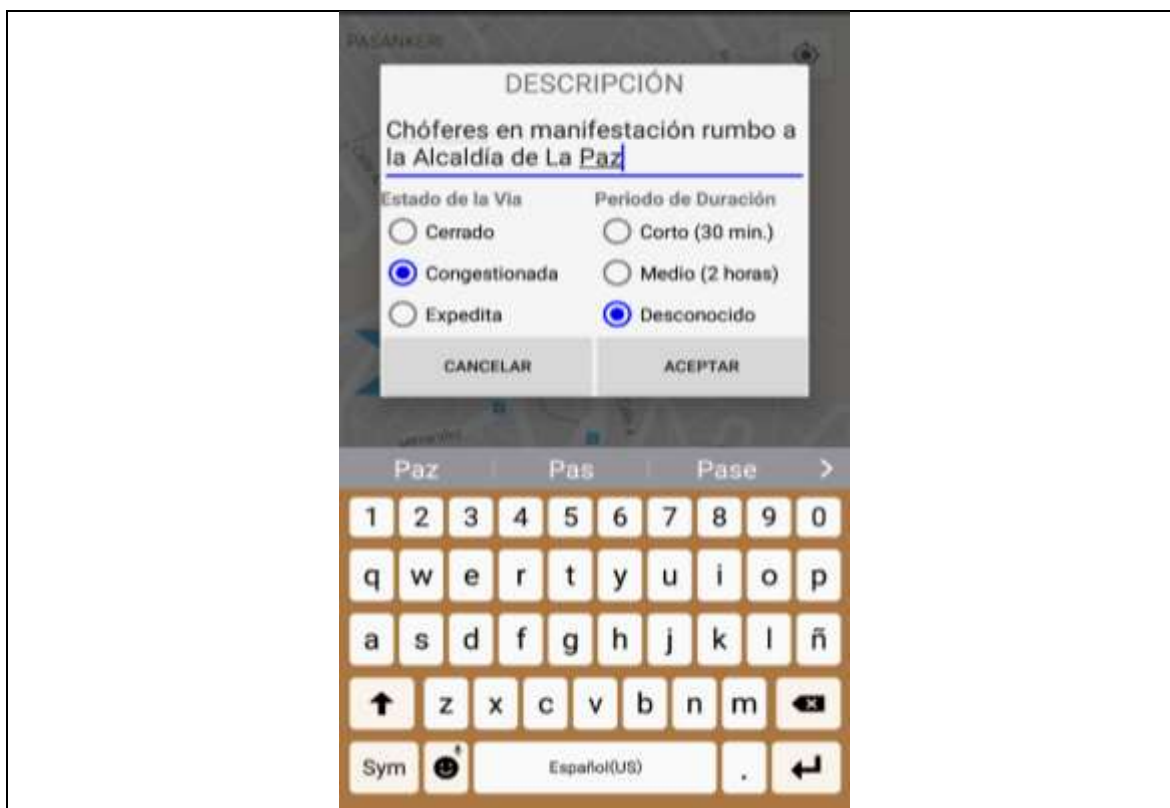 PASANKERI
DESCRIPCIÓN
Chóferes en manifestación rumbo a
la Alcaldía de La Paz
Estado de la Via
Periodo de Duración
Cerrado
Corto (30 min.)
Congestionada
Medio (2 horas)
Expedita
Desconocido
CANCELAR
ACEPTAR
Paz Pas Pase >
1 2 3 4 5 6 7 8 9 0
q w e r t y u i o p
a s d f g h j k l ñ
z x c v b n m
Sym Español(US) .